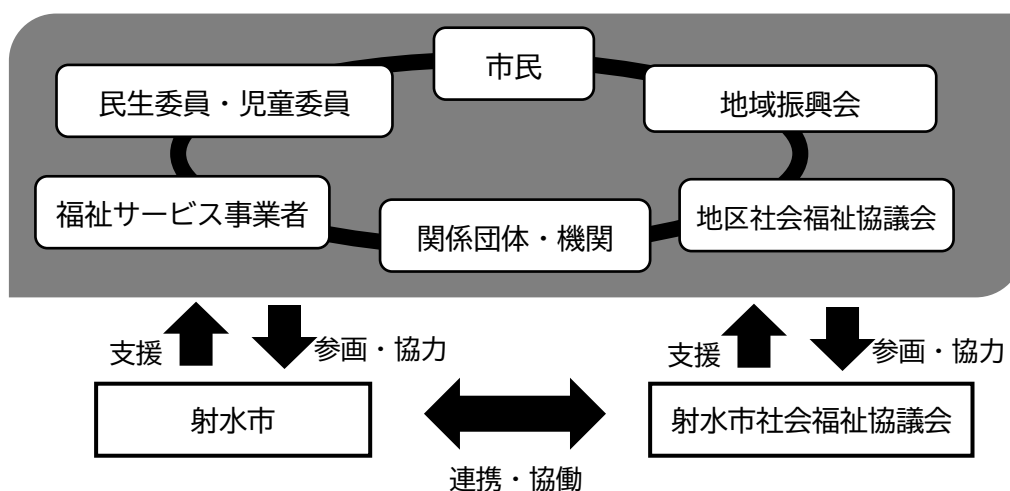 市民
民生委員・児童委員
地域振興会
福祉サービス事業者
関係団体・機関
地区社会福祉協議会
支援
参画・協力
支援
参画・協力
射水市
射水市社会福祉協議会
連携・協働